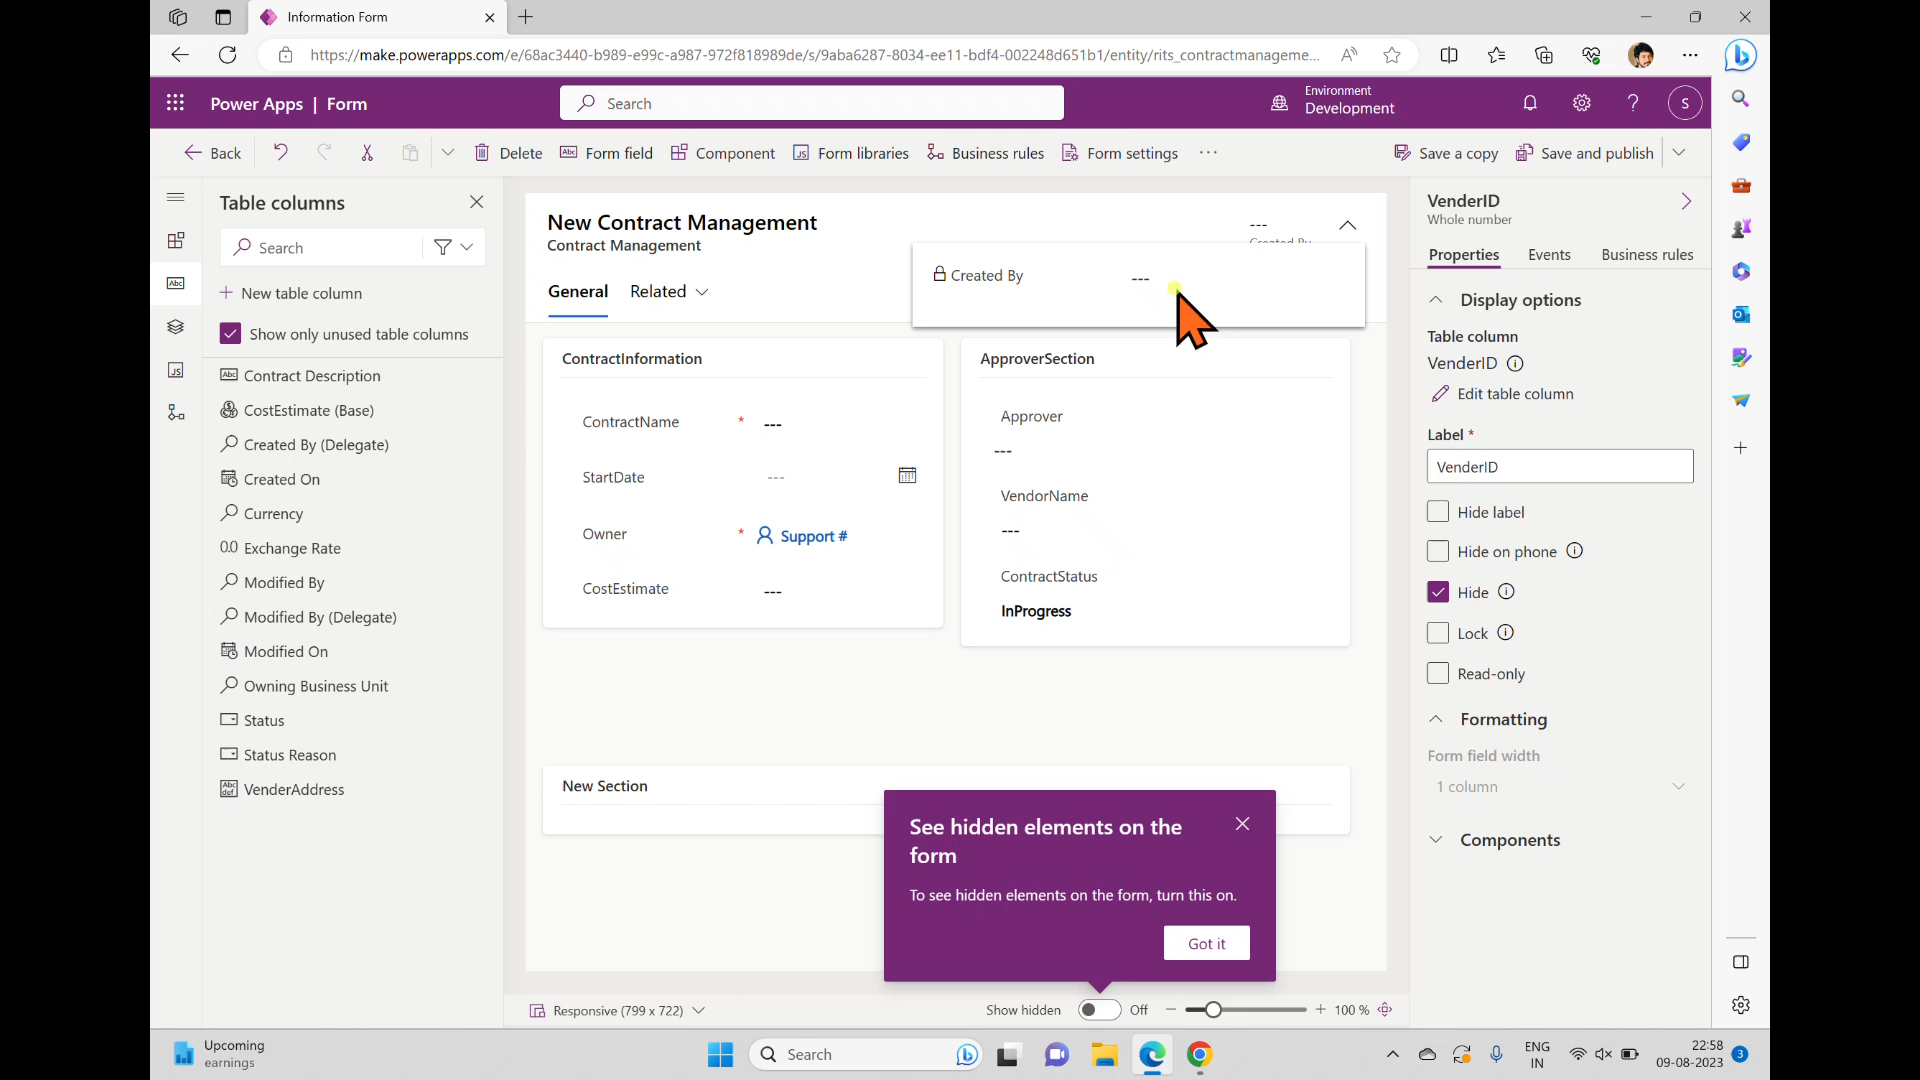 Information Form
https://make.powerapps.com/e/68ac3440-b989-e99c-a987-972f818989de/s/9aba6287-8034-ee11-bdf4-002248d651b1/entity/rits_contractmanageme...
Power Apps | Form
Search
Environment
Development
S
Back
Delete
Form field
Component
Form libraries
Business rules
Form settings
Save a copy
Save and publish
Table columns
Search
New table column
Show only unused table columns
Contract Description
CostEstimate (Base)
Created By (Delegate)
Created On
Currency
Exchange Rate
Modified By
Modified By (Delegate)
Modified On
Owning Business Unit
Status
Status Reason
VenderAddress
New Contract Management
Contract Management
---
General
Related
Created By
---
ContractInformation
ContractName * ---
StartDate ---
Owner * Support #
CostEstimate ---
ApproverSection
Approver
---
VendorName
---
ContractStatus
InProgress
New Section
See hidden elements on the
form
To see hidden elements on the form, turn this on.
Got it
Responsive (799 x 722)
Show hidden
Off
100 %
VenderID
Whole number
Properties
Events
Business rules
Display options
Table column
VenderID
Edit table column
Label *
VenderID
Hide label
Hide on phone
Hide
Lock
Read-only
Formatting
Form field width
1 column
Components
Upcoming
earnings
Search
ENG
IN
22:58
09-08-2023
3